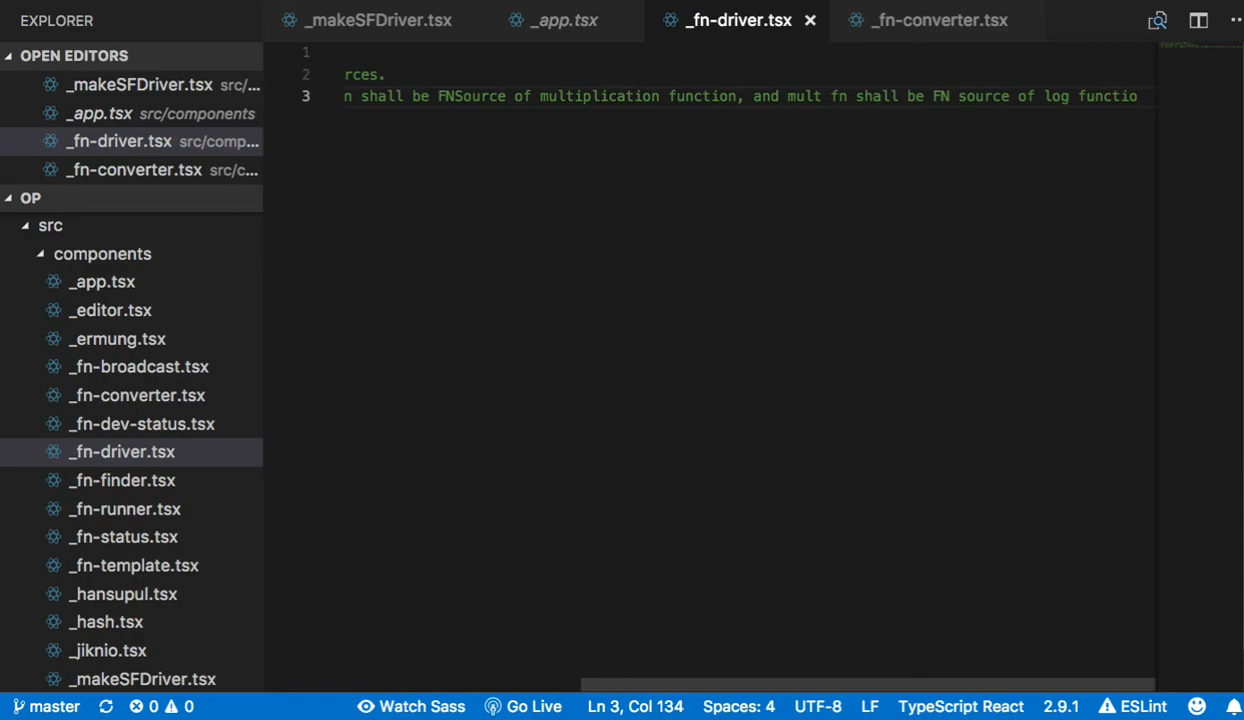 EXPLORER
_makeSFDriver.tsx
_app.tsx
_fn-driver.tsx
_fn-converter.tsx
OPEN EDITORS
_makeSFDriver.tsx src/...
_app.tsx src/components
_fn-driver.tsx src/comp...
_fn-converter.tsx src/c...
OP
src
components
_app.tsx
_editor.tsx
_ermung.tsx
_fn-broadcast.tsx
_fn-converter.tsx
_fn-dev-status.tsx
_fn-driver.tsx
_fn-finder.tsx
_fn-runner.tsx
_fn-status.tsx
_fn-template.tsx
_hansupul.tsx
_hash.tsx
_jiknio.tsx
_makeSFDriver.tsx
1
2 rces.
3 n shall be FNSource of multiplication function, and mult fn shall be FN source of log functio
master 0 0 Watch Sass Go Live Ln 3, Col 134 Spaces: 4 UTF-8 LF TypeScript React 2.9.1 ESLint